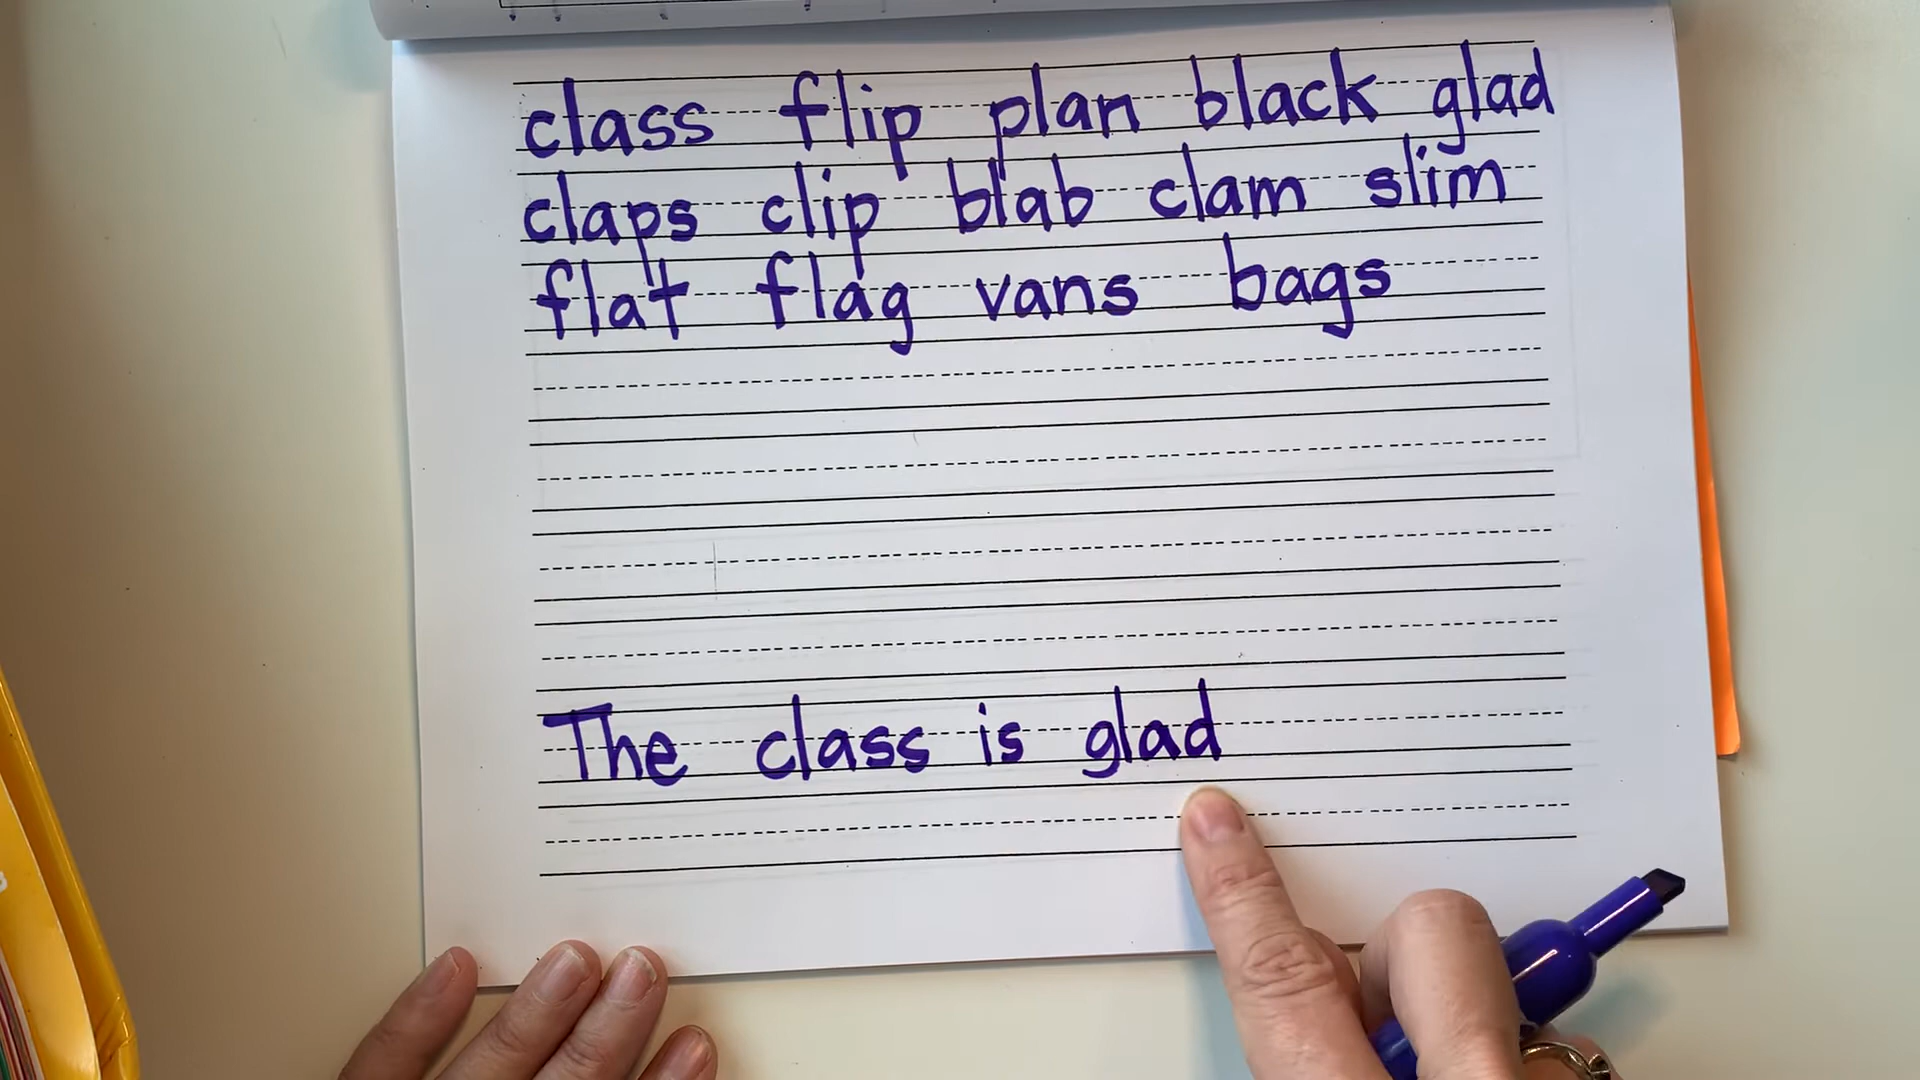 class flip plan black glad
claps clip blab clam slim
flat flag vans bags
The class is glad